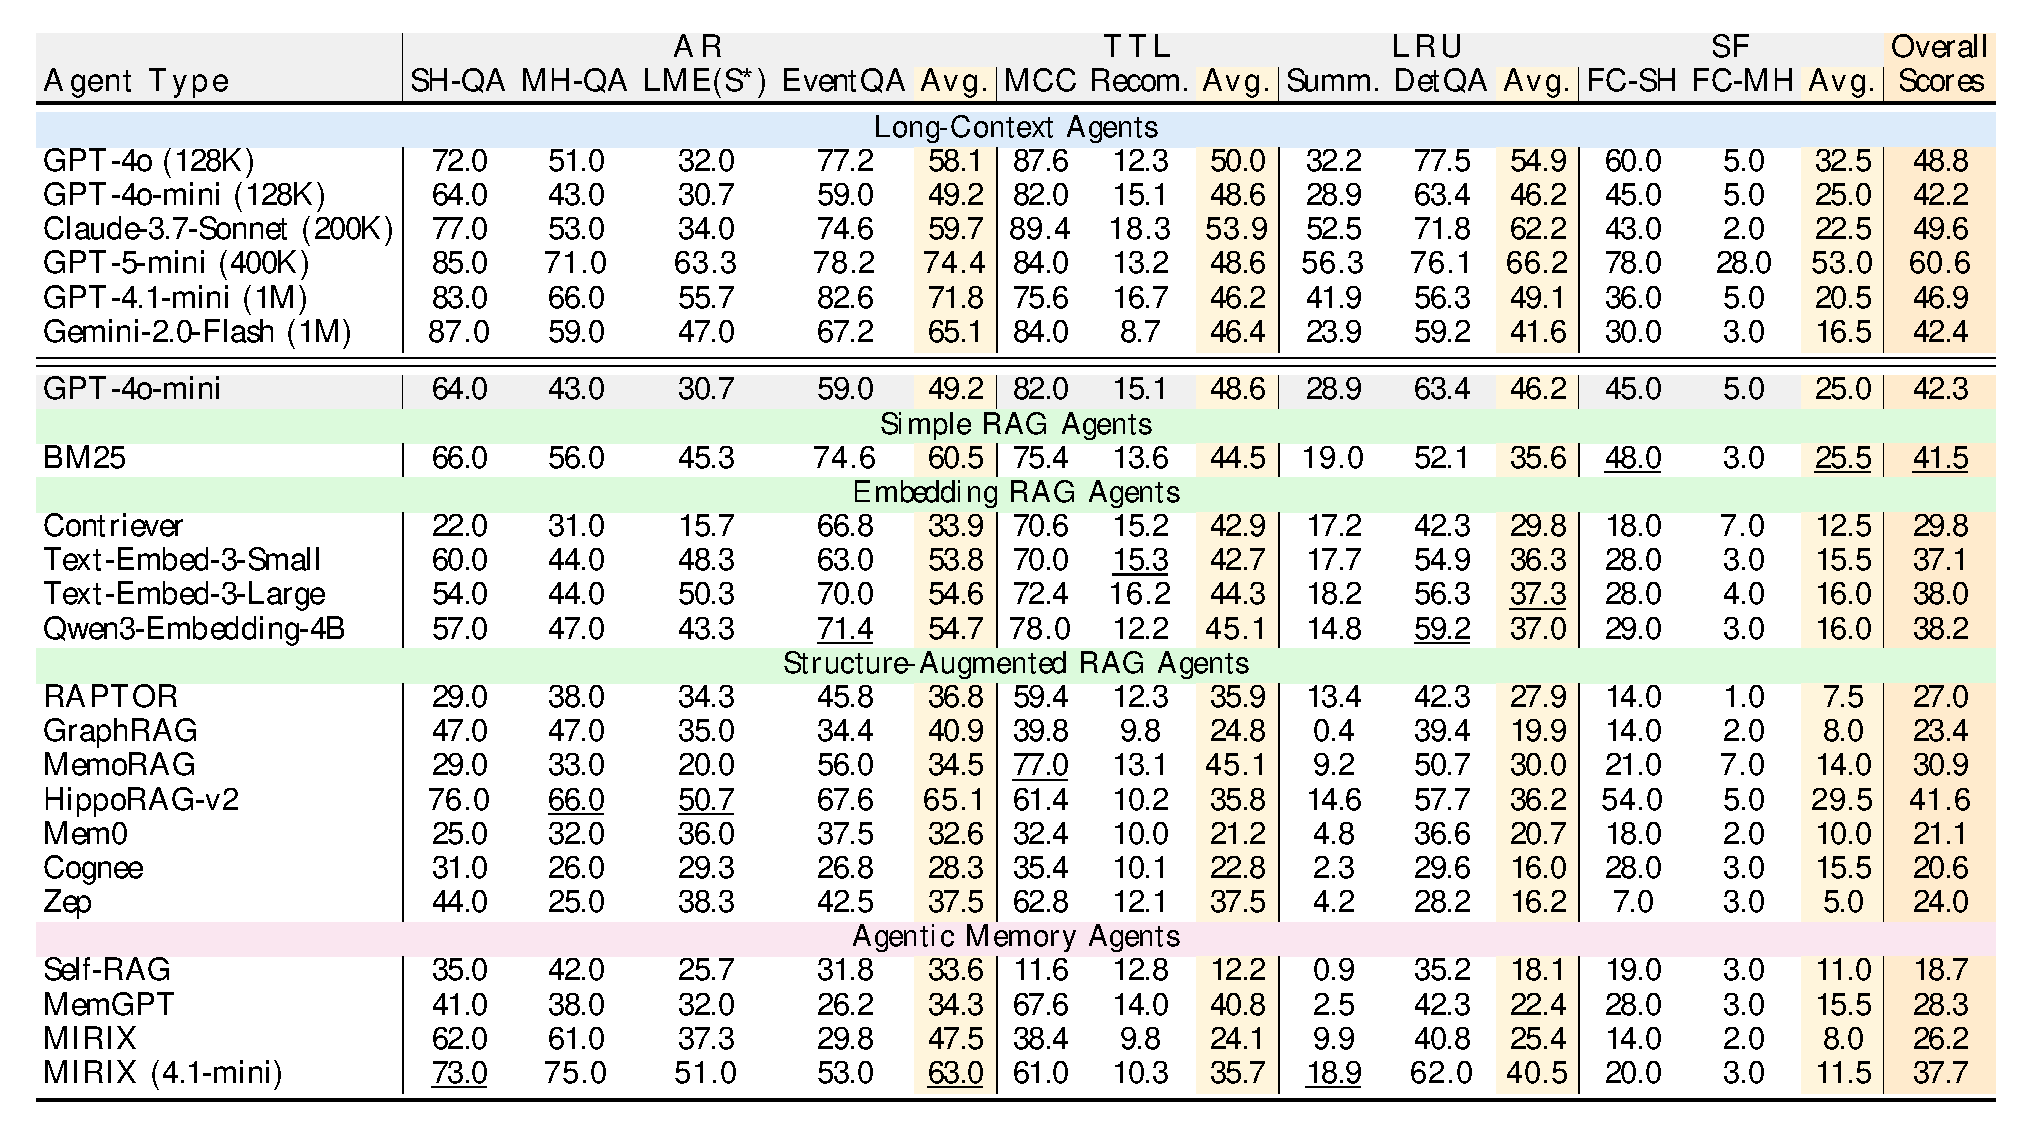 AR TTL LRU SF Overall
Agent Type SH-QA MH-QA LME(S*) EventQA Avg. MCC Recom. Avg. Summ. DetQA Avg. FC-SH FC-MH Avg. Scores
Long-Context Agents
GPT-4o (128K) 72.0 51.0 32.0 77.2 58.1 87.6 12.3 50.0 32.2 77.5 54.9 60.0 5.0 32.5 48.8
GPT-4o-mini (128K) 64.0 43.0 30.7 59.0 49.2 82.0 15.1 48.6 28.9 63.4 46.2 45.0 5.0 25.0 42.2
Claude-3.7-Sonnet (200K) 77.0 53.0 34.0 74.6 59.7 89.4 18.3 53.9 52.5 71.8 62.2 43.0 2.0 22.5 49.6
GPT-5-mini (400K) 85.0 71.0 63.3 78.2 74.4 84.0 13.2 48.6 56.3 76.1 66.2 78.0 28.0 53.0 60.6
GPT-4.1-mini (1M) 83.0 66.0 55.7 82.6 71.8 75.6 16.7 46.2 41.9 56.3 49.1 36.0 5.0 20.5 46.9
Gemini-2.0-Flash (1M) 87.0 59.0 47.0 67.2 65.1 84.0 8.7 46.4 23.9 59.2 41.6 30.0 3.0 16.5 42.4
GPT-4o-mini 64.0 43.0 30.7 59.0 49.2 82.0 15.1 48.6 28.9 63.4 46.2 45.0 5.0 25.0 42.3
Simple RAG Agents
BM25 66.0 56.0 45.3 74.6 60.5 75.4 13.6 44.5 19.0 52.1 35.6 48.0 3.0 25.5 41.5
Embedding RAG Agents
Contriever 22.0 31.0 15.7 66.8 33.9 70.6 15.2 42.9 17.2 42.3 29.8 18.0 7.0 12.5 29.8
Text-Embed-3-Small 60.0 44.0 48.3 63.0 53.8 70.0 15.3 42.7 17.7 54.9 36.3 28.0 3.0 15.5 37.1
Text-Embed-3-Large 54.0 44.0 50.3 70.0 54.6 72.4 16.2 44.3 18.2 56.3 37.3 28.0 4.0 16.0 38.0
Qwen3-Embedding-4B 57.0 47.0 43.3 71.4 54.7 78.0 12.2 45.1 14.8 59.2 37.0 29.0 3.0 16.0 38.2
Structure-Augmented RAG Agents
RAPTOR 29.0 38.0 34.3 45.8 36.8 59.4 12.3 35.9 13.4 42.3 27.9 14.0 1.0 7.5 27.0
GraphRAG 47.0 47.0 35.0 34.4 40.9 39.8 9.8 24.8 0.4 39.4 19.9 14.0 2.0 8.0 23.4
MemoRAG 29.0 33.0 20.0 56.0 34.5 77.0 13.1 45.1 9.2 50.7 30.0 21.0 7.0 14.0 30.9
HippoRAG-v2 76.0 66.0 50.7 67.6 65.1 61.4 10.2 35.8 14.6 57.7 36.2 54.0 5.0 29.5 41.6
Mem0 25.0 32.0 36.0 37.5 32.6 32.4 10.0 21.2 4.8 36.6 20.7 18.0 2.0 10.0 21.1
Cognee 31.0 26.0 29.3 26.8 28.3 35.4 10.1 22.8 2.3 29.6 16.0 28.0 3.0 15.5 20.6
Zep 44.0 25.0 38.3 42.5 37.5 62.8 12.1 37.5 4.2 28.2 16.2 7.0 3.0 5.0 24.0
Agentic Memory Agents
Self-RAG 35.0 42.0 25.7 31.8 33.6 11.6 12.8 12.2 0.9 35.2 18.1 19.0 3.0 11.0 18.7
MemGPT 41.0 38.0 32.0 26.2 34.3 67.6 14.0 40.8 2.5 42.3 22.4 28.0 3.0 15.5 28.3
MIRIX 62.0 61.0 37.3 29.8 47.5 38.4 9.8 24.1 9.9 40.8 25.4 14.0 2.0 8.0 26.2
MIRIX (4.1-mini) 73.0 75.0 51.0 53.0 63.0 61.0 10.3 35.7 18.9 62.0 40.5 20.0 3.0 11.5 37.7